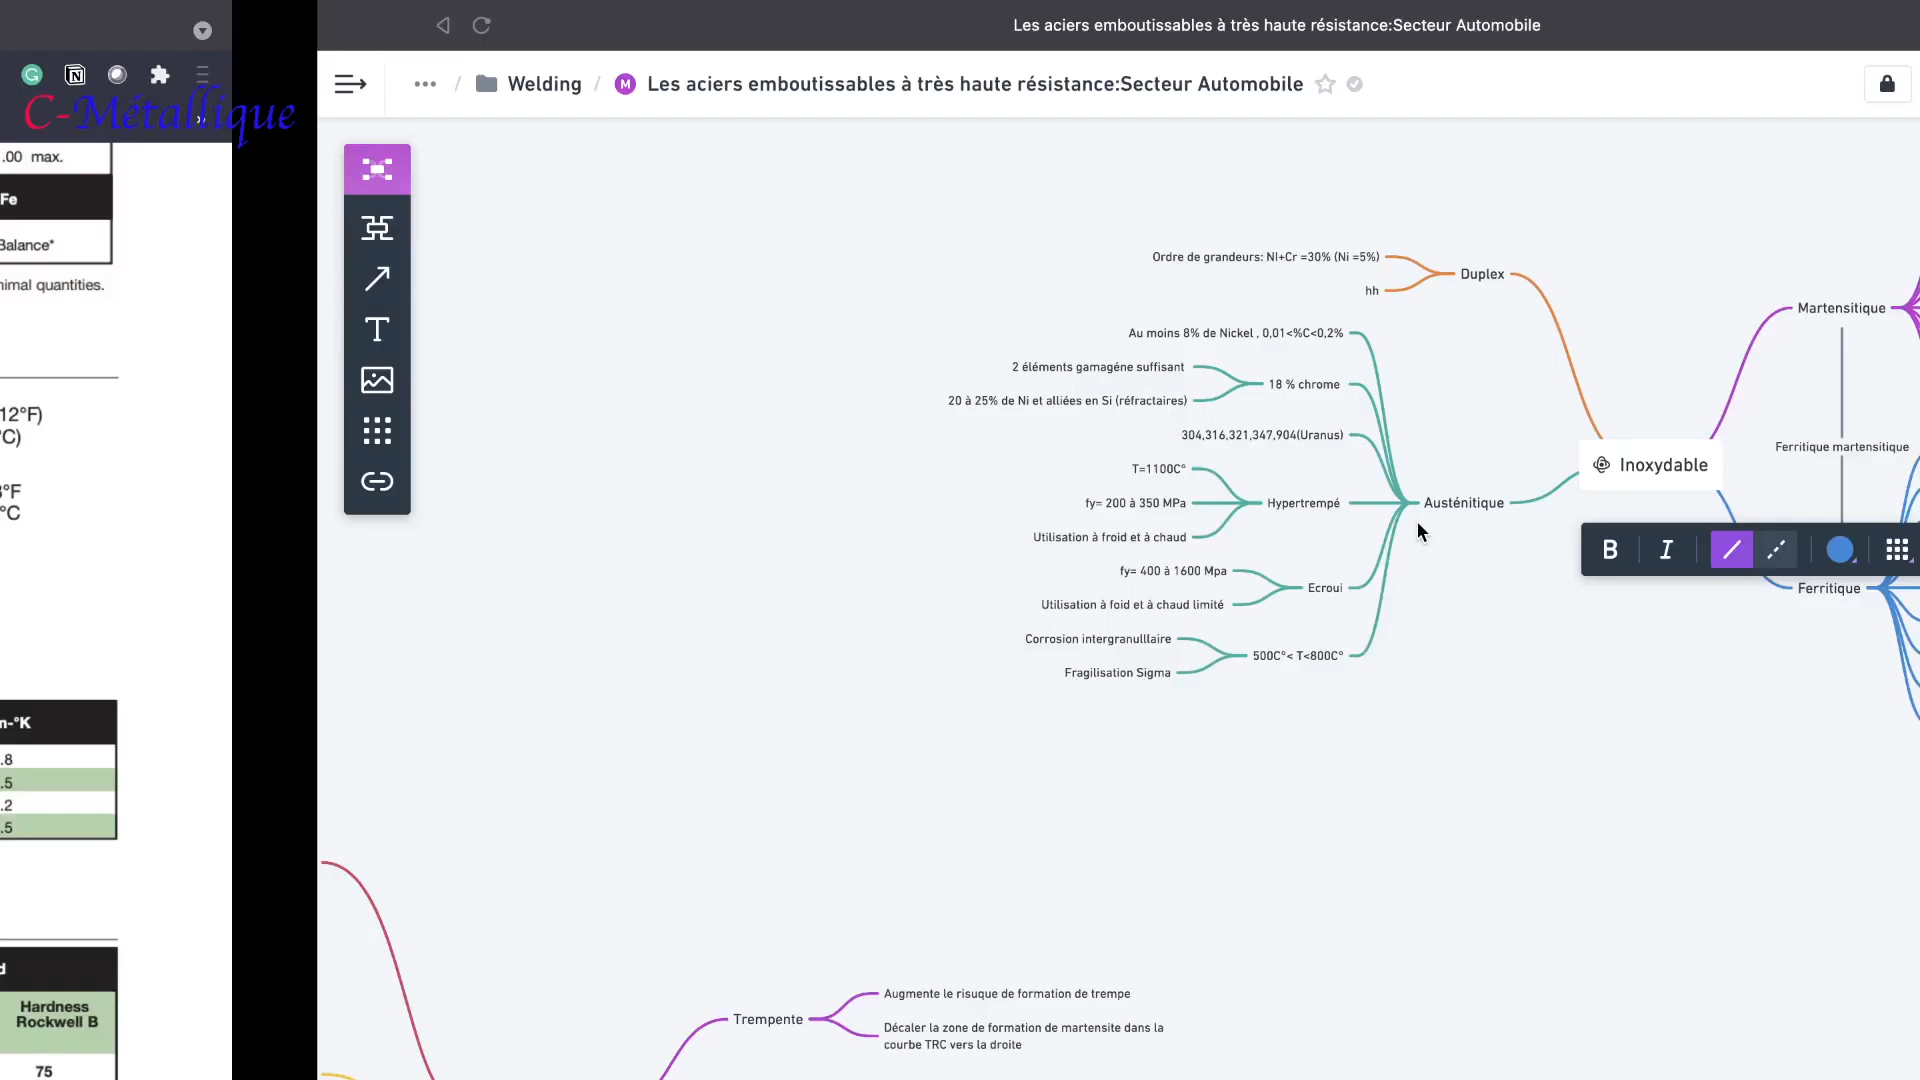 Les aciers emboutissables à très haute résistance:Secteur Automobile
••• / Welding / M Les aciers emboutissables à très haute résistance:Secteur Automobile
C-Métallique
.00 max.
Fe
Balance*
nimal quantities.
12°F)
°C)
°F
°C
n-°K
.8
.5
.2
.5
d
Hardness
Rockwell B
75
T
Ordre de grandeurs: NI+Cr =30% (Ni =5%)
hh
Duplex
Au moins 8% de Nickel , 0,01<%C<0,2%
2 éléments gamagéne suffisant
20 à 25% de Ni et alliées en Si (réfractaires)
18 % chrome
304,316,321,347,904(Uranus)
T=1100C°
fy= 200 à 350 MPa
Utilisation à froid et à chaud
Hypertrempé
Austénitique
fy= 400 à 1600 Mpa
Utilisation à foid et à chaud limité
Ecroui
Corrosion intergranulllaire
Fragilisation Sigma
500C°< T<800C°
Inoxydable
Martensitique
Ferritique martensitique
B I
Ferritique
Trempente
Augmente le risuque de formation de trempe
Décaler la zone de formation de martensite dans la
courbe TRC vers la droite